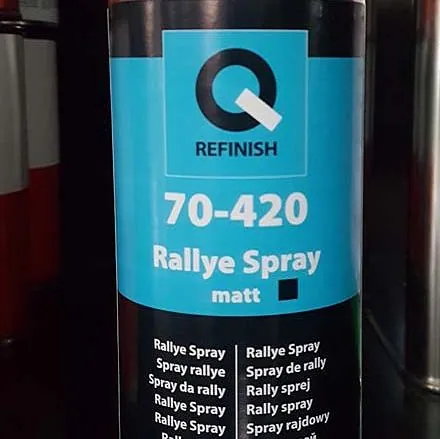 Q
REFINISH
70-420
Rallye Spray
matt
Rallye Spray | Rallye Spray
Spray rallye | Spray de rally
Spray da rally | Rally sprej
Rallye Spray | Rally spray
Rallye Spray | Spray rajdowy